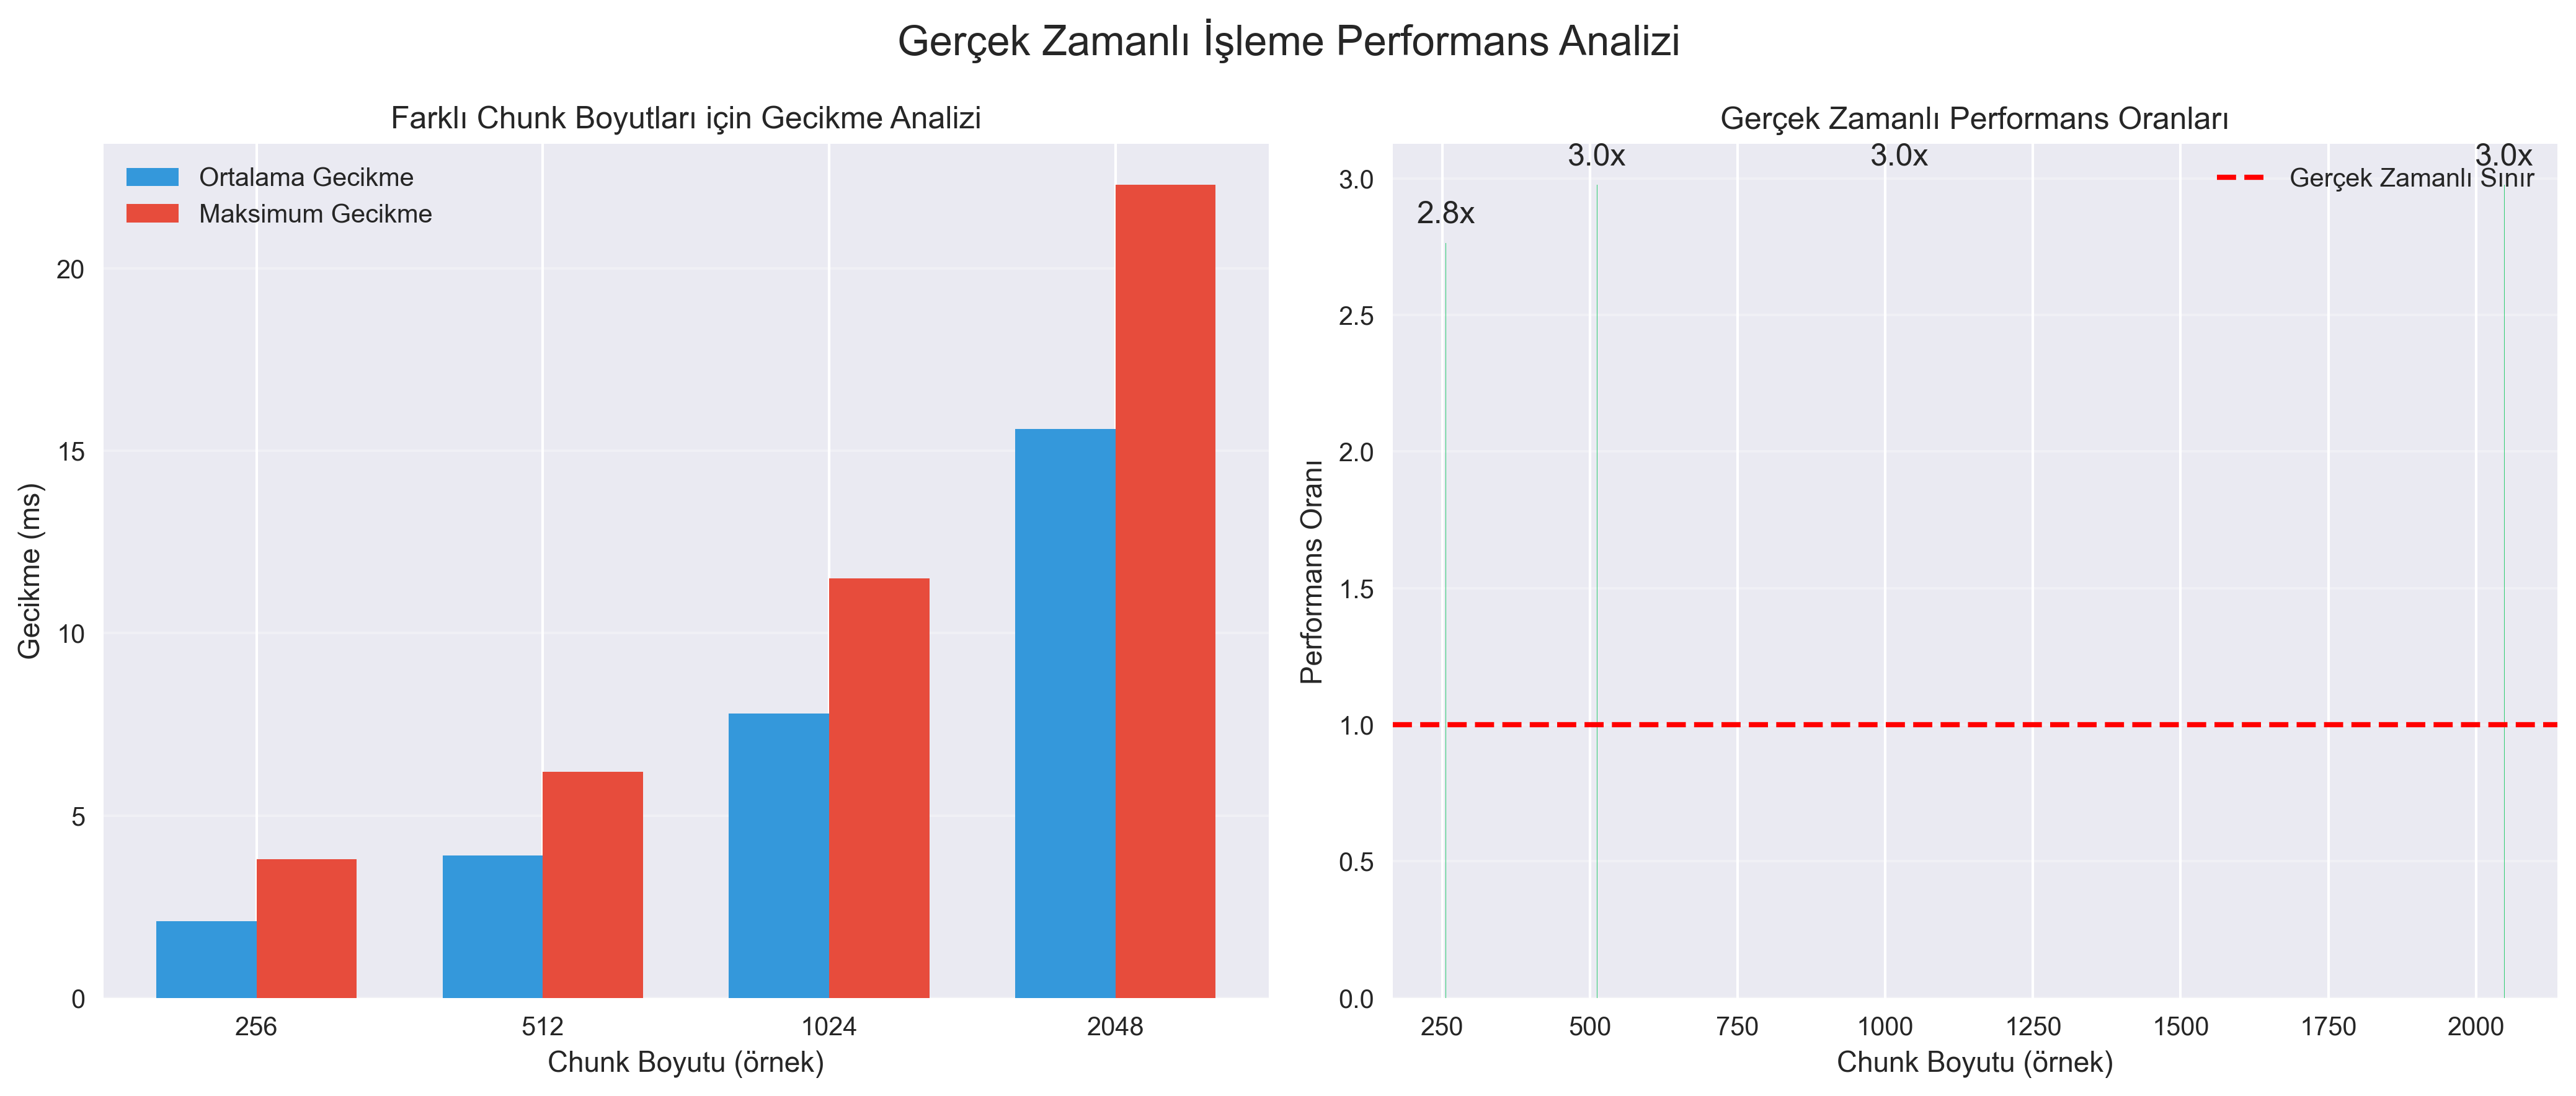 Gerçek Zamanlı İşleme Performans Analizi
Farklı Chunk Boyutları için Gecikme Analizi
Ortalama Gecikme
Maksimum Gecikme
Gecikme (ms)
20
15
10
5
0
256 512 1024 2048
Chunk Boyutu (örnek)
Gerçek Zamanlı Performans Oranları
2.8x
3.0x
3.0x
3.0x
Gerçek Zamanlı Sınır
Performans Oranı
3.0
2.5
2.0
1.5
1.0
0.5
0.0
250 500 750 1000 1250 1500 1750 2000
Chunk Boyutu (örnek)